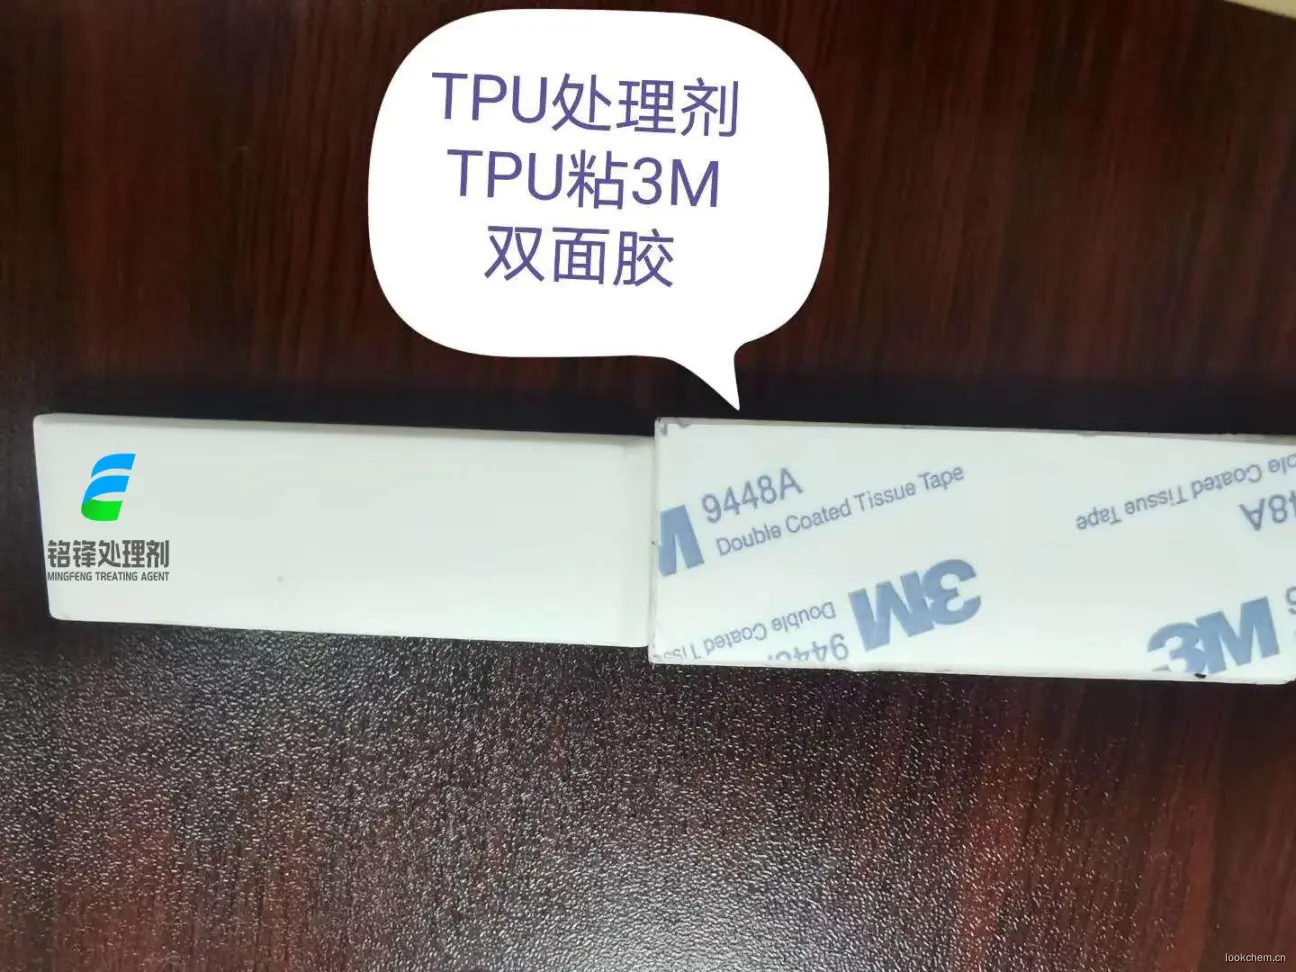 TPU处理剂
TPU粘3M
双面胶
铭锋处理剂
MINGFENG TREATING AGENT
9448A
Double Coated Tissue Tape
3M
Double Coated
Coated Tissue Tape
3M
lookchem.cn